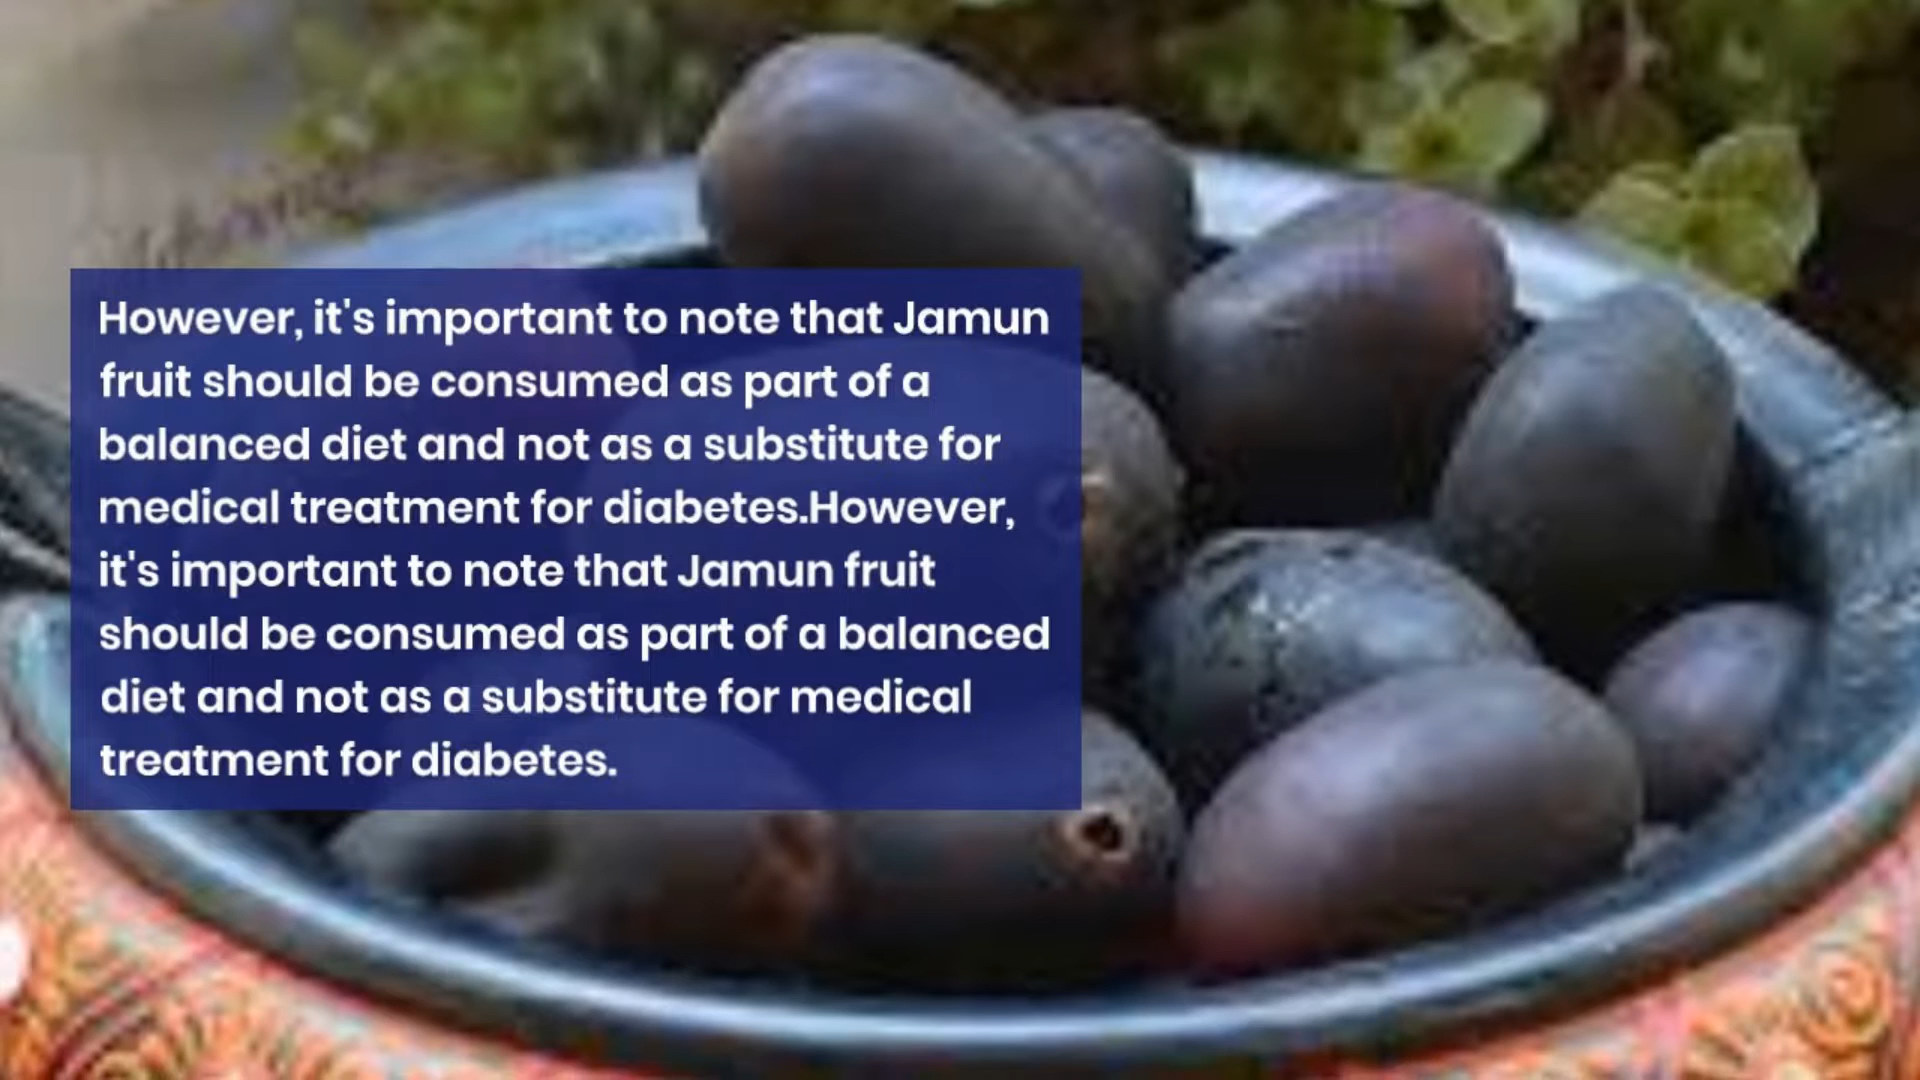 However, it's important to note that Jamun
fruit should be consumed as part of a
balanced diet and not as a substitute for
medical treatment for diabetes.However,
it's important to note that Jamun fruit
should be consumed as part of a balanced
diet and not as a substitute for medical
treatment for diabetes.